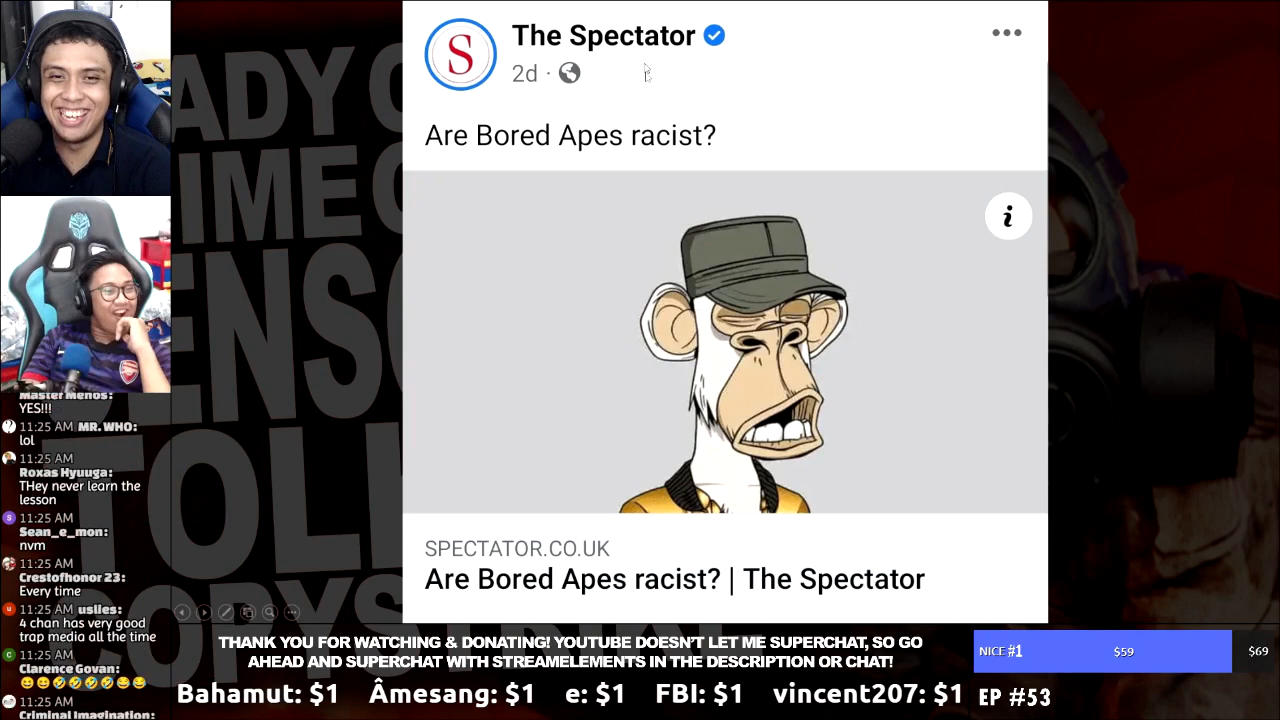 The Spectator
2d ·
Are Bored Apes racist?
SPECTATOR.CO.UK
Are Bored Apes racist? | The Spectator
Master Menos:
YES!!!
11:25 AM MR. WHO:
lol
11:25 AM
Roxas Hyuuga:
THey never learn the
lesson
11:25 AM
Sean_e_mon:
nvm
11:25 AM
Crestofhonor 23:
Every time
11:25 AM uslles:
4 chan has very good
trap media all the time
11:25 AM
Clarence Govan:
😄😄🤣🤣🤣🤣😂😂
11:25 AM
Criminal Imagination:
THANK YOU FOR WATCHING & DONATING! YOUTUBE DOESN'T LET ME SUPERCHAT, SO GO
AHEAD AND SUPERCHAT WITH STREAMELEMENTS IN THE DESCRIPTION OR CHAT!
NICE #1 $59 $69
Bahamut: $1 Âmesang: $1 e: $1 FBI: $1 vincent207: $1
EP #53